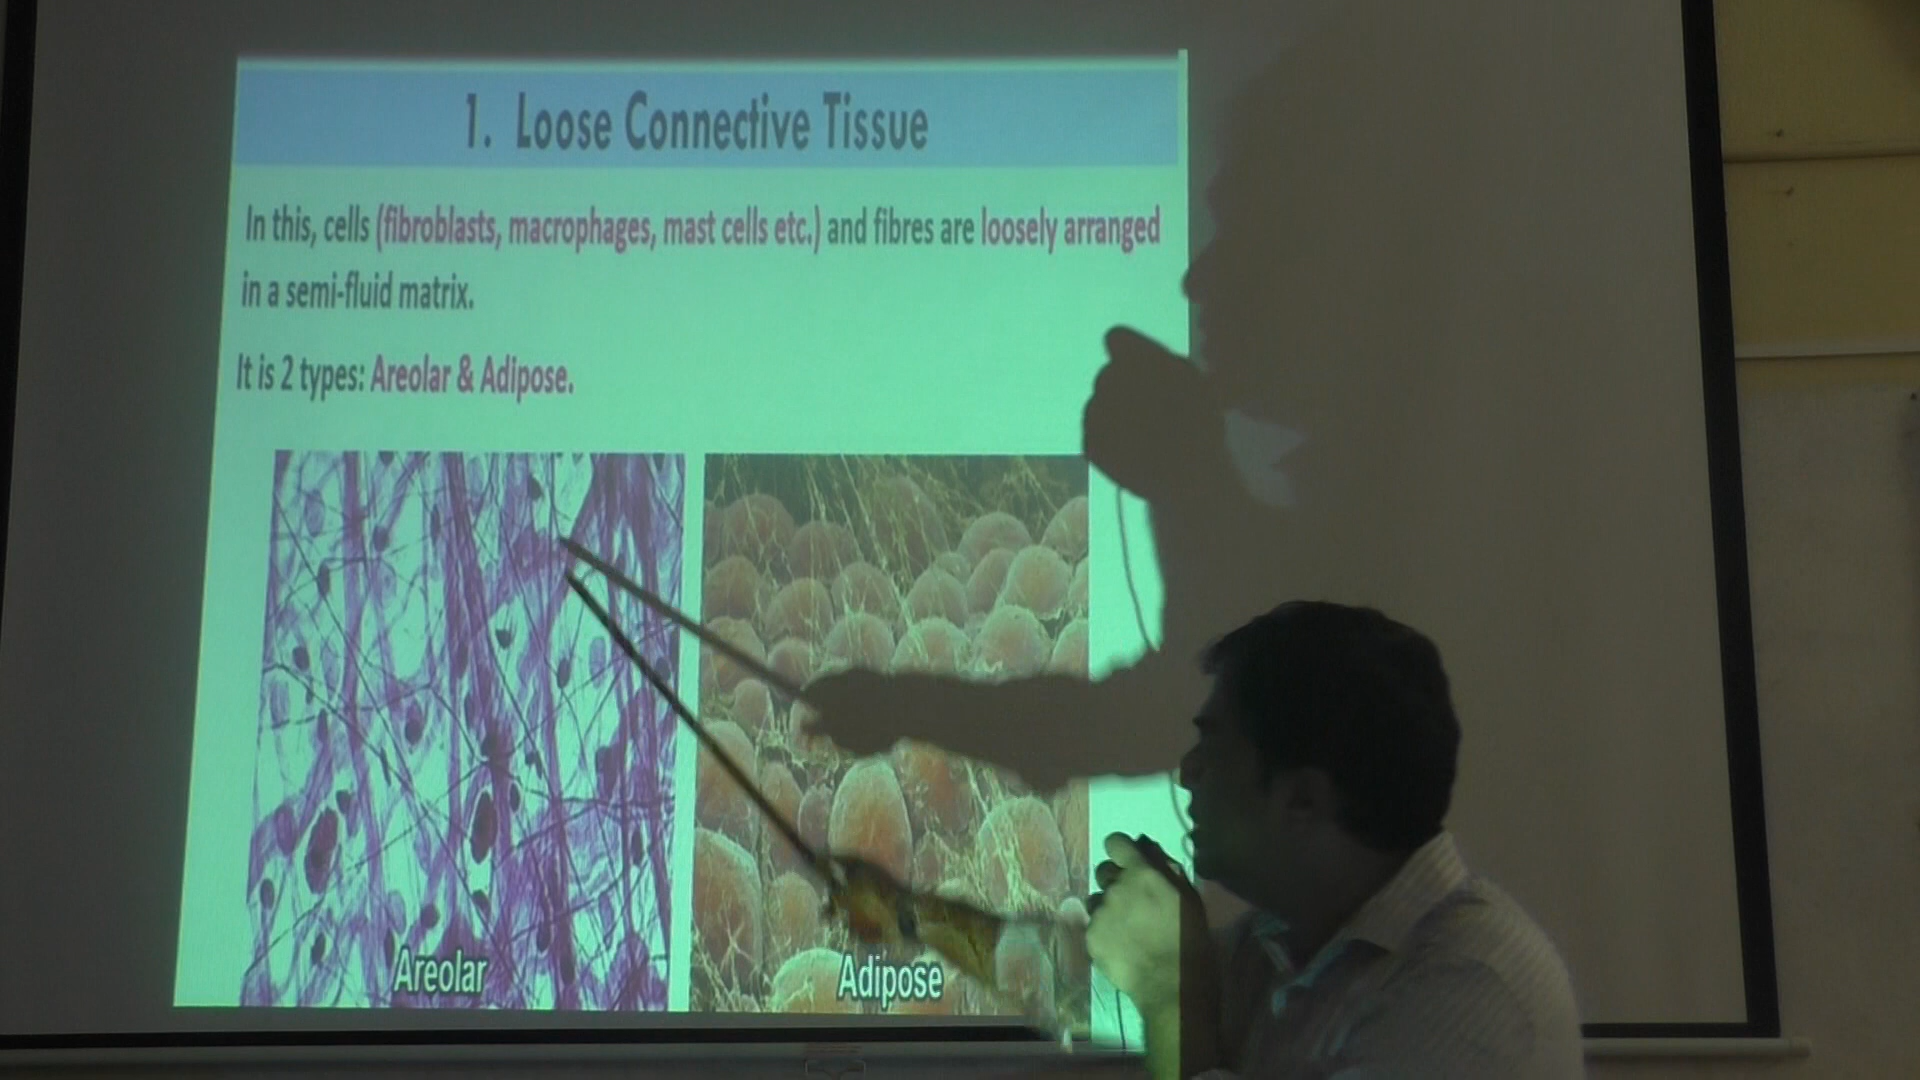 1. Loose Connective Tissue
In this, cells (fibroblasts, macrophages, mast cells etc.) and fibres are loosely arranged
in a semi-fluid matrix.
It is 2 types: Areolar & Adipose.
Areolar
Adipose